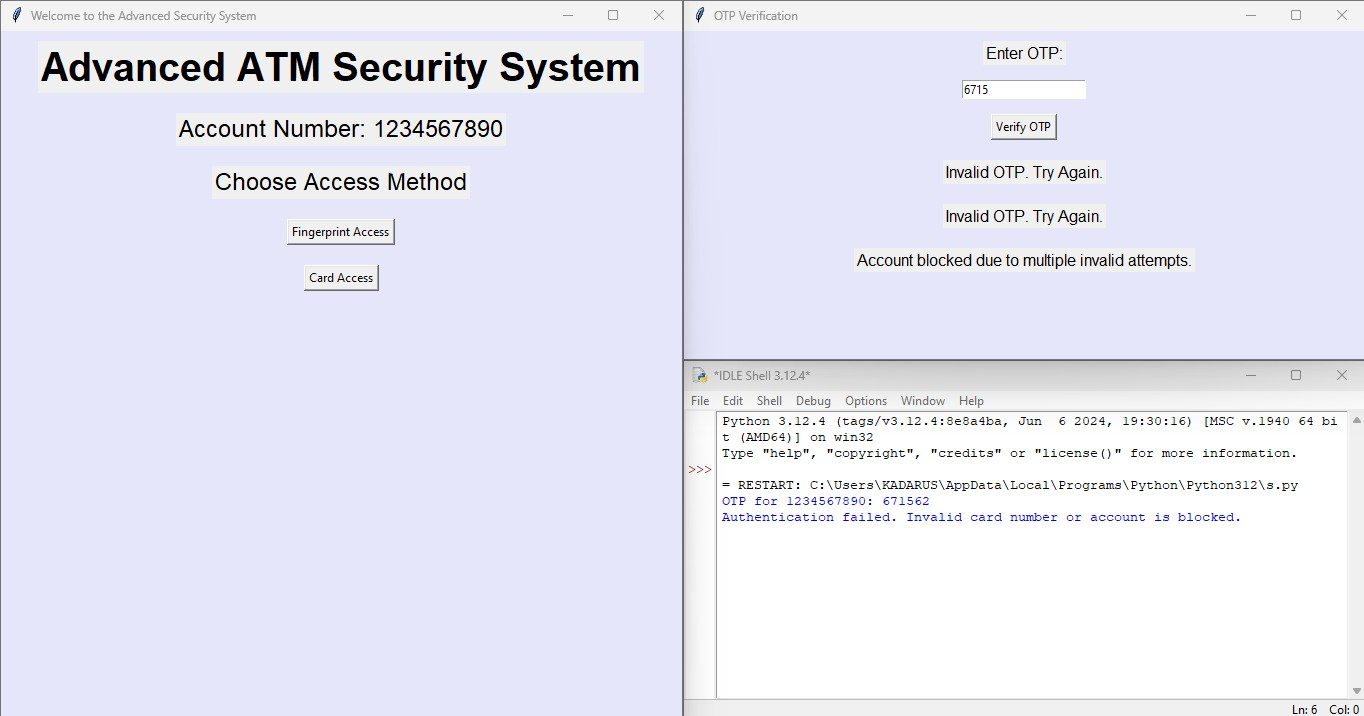 Welcome to the Advanced Security System
Advanced ATM Security System
Account Number: 1234567890
Choose Access Method
Fingerprint Access
Card Access
OTP Verification
Enter OTP:
6715
Verify OTP
Invalid OTP. Try Again.
Invalid OTP. Try Again.
Account blocked due to multiple invalid attempts.
*IDLE Shell 3.12.4*
File Edit Shell Debug Options Window Help
Python 3.12.4 (tags/v3.12.4:8e8a4ba, Jun  6 2024, 19:30:16) [MSC v.1940 64 bi
t (AMD64)] on win32
Type "help", "copyright", "credits" or "license()" for more information.
>>>
= RESTART: C:\Users\KADARUS\AppData\Local\Programs\Python\Python312\s.py
OTP for 1234567890: 671562
Authentication failed. Invalid card number or account is blocked.
Ln: 6 Col: 0